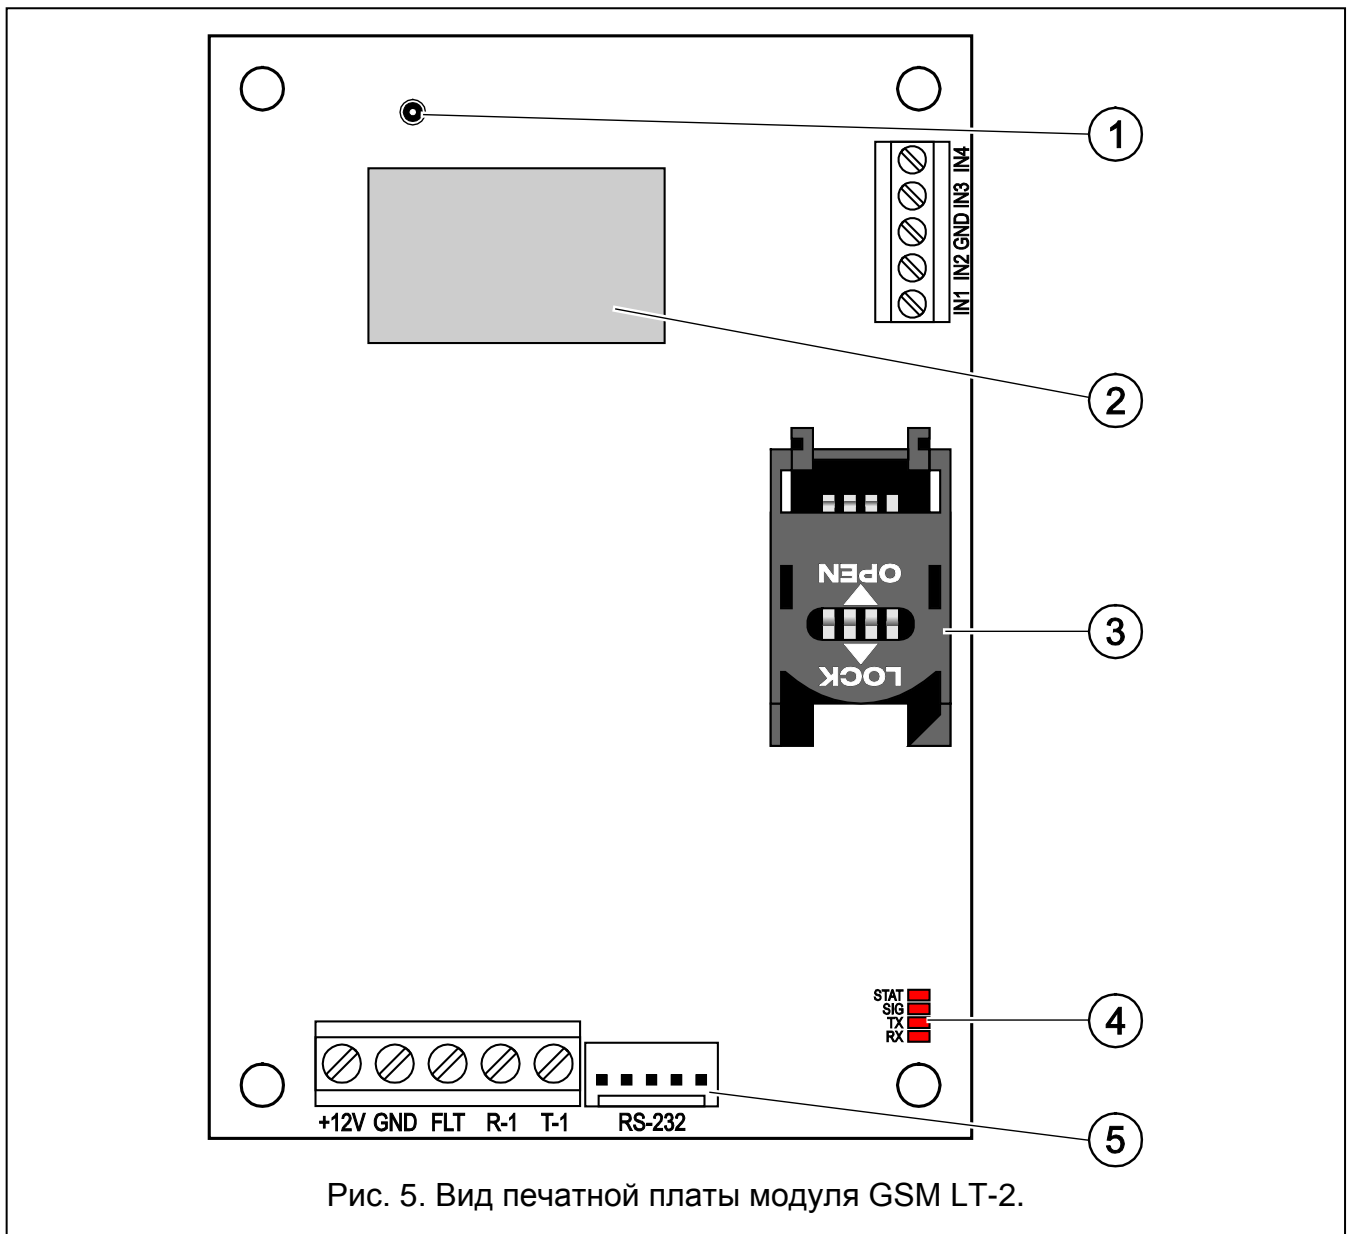 1
IN4
IN3
GND
IN2
IN1
2
OPEN
LOCK
3
STAT
SIG
TX
RX
4
+12V GND FLT R-1 T-1 RS-232
5
Рис. 5. Вид печатной платы модуля GSM LT-2.